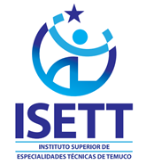 ISETT
INSTITUTO SUPERIOR DE
ESPECIALIDADES TÉCNICAS DE TEMUCO